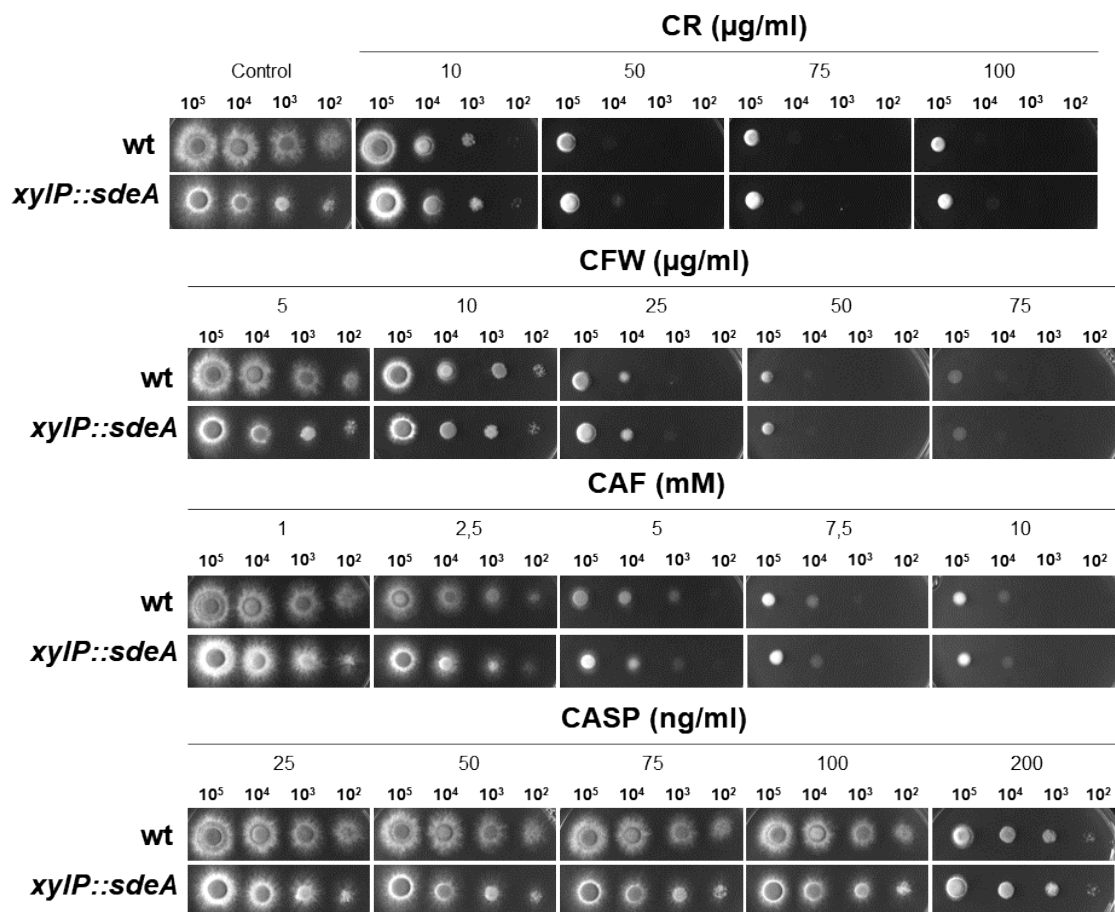 CR (µg/ml)
Control 10 50 75 100
10⁵ 10⁴ 10³ 10² 10⁵ 10⁴ 10³ 10² 10⁵ 10⁴ 10³ 10² 10⁵ 10⁴ 10³ 10² 10⁵ 10⁴ 10³ 10²
wt
xylP::sdeA
CFW (µg/ml)
5 10 25 50 75
10⁵ 10⁴ 10³ 10² 10⁵ 10⁴ 10³ 10² 10⁵ 10⁴ 10³ 10² 10⁵ 10⁴ 10³ 10² 10⁵ 10⁴ 10³ 10²
wt
xylP::sdeA
CAF (mM)
1 2,5 5 7,5 10
10⁵ 10⁴ 10³ 10² 10⁵ 10⁴ 10³ 10² 10⁵ 10⁴ 10³ 10² 10⁵ 10⁴ 10³ 10² 10⁵ 10⁴ 10³ 10²
wt
xylP::sdeA
CASP (ng/ml)
25 50 75 100 200
10⁵ 10⁴ 10³ 10² 10⁵ 10⁴ 10³ 10² 10⁵ 10⁴ 10³ 10² 10⁵ 10⁴ 10³ 10² 10⁵ 10⁴ 10³ 10²
wt
xylP::sdeA